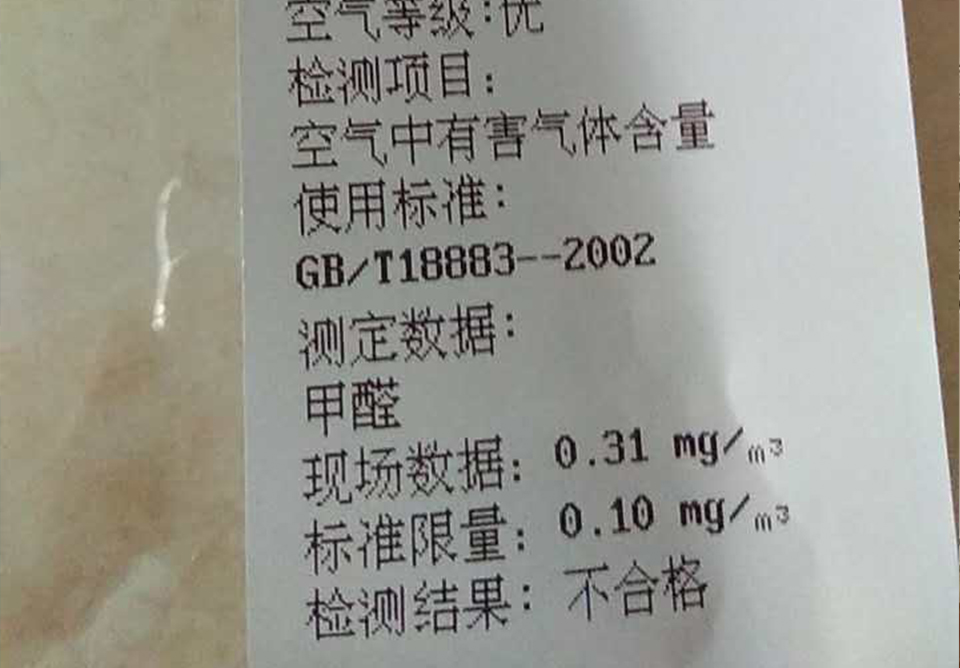 空气等级:优
检测项目:
空气中有害气体含量
使用标准:
GB/T18883--2002
测定数据:
甲醛
现场数据: 0.31 mg/m³
标准限量: 0.10 mg/m³
检测结果: 不合格